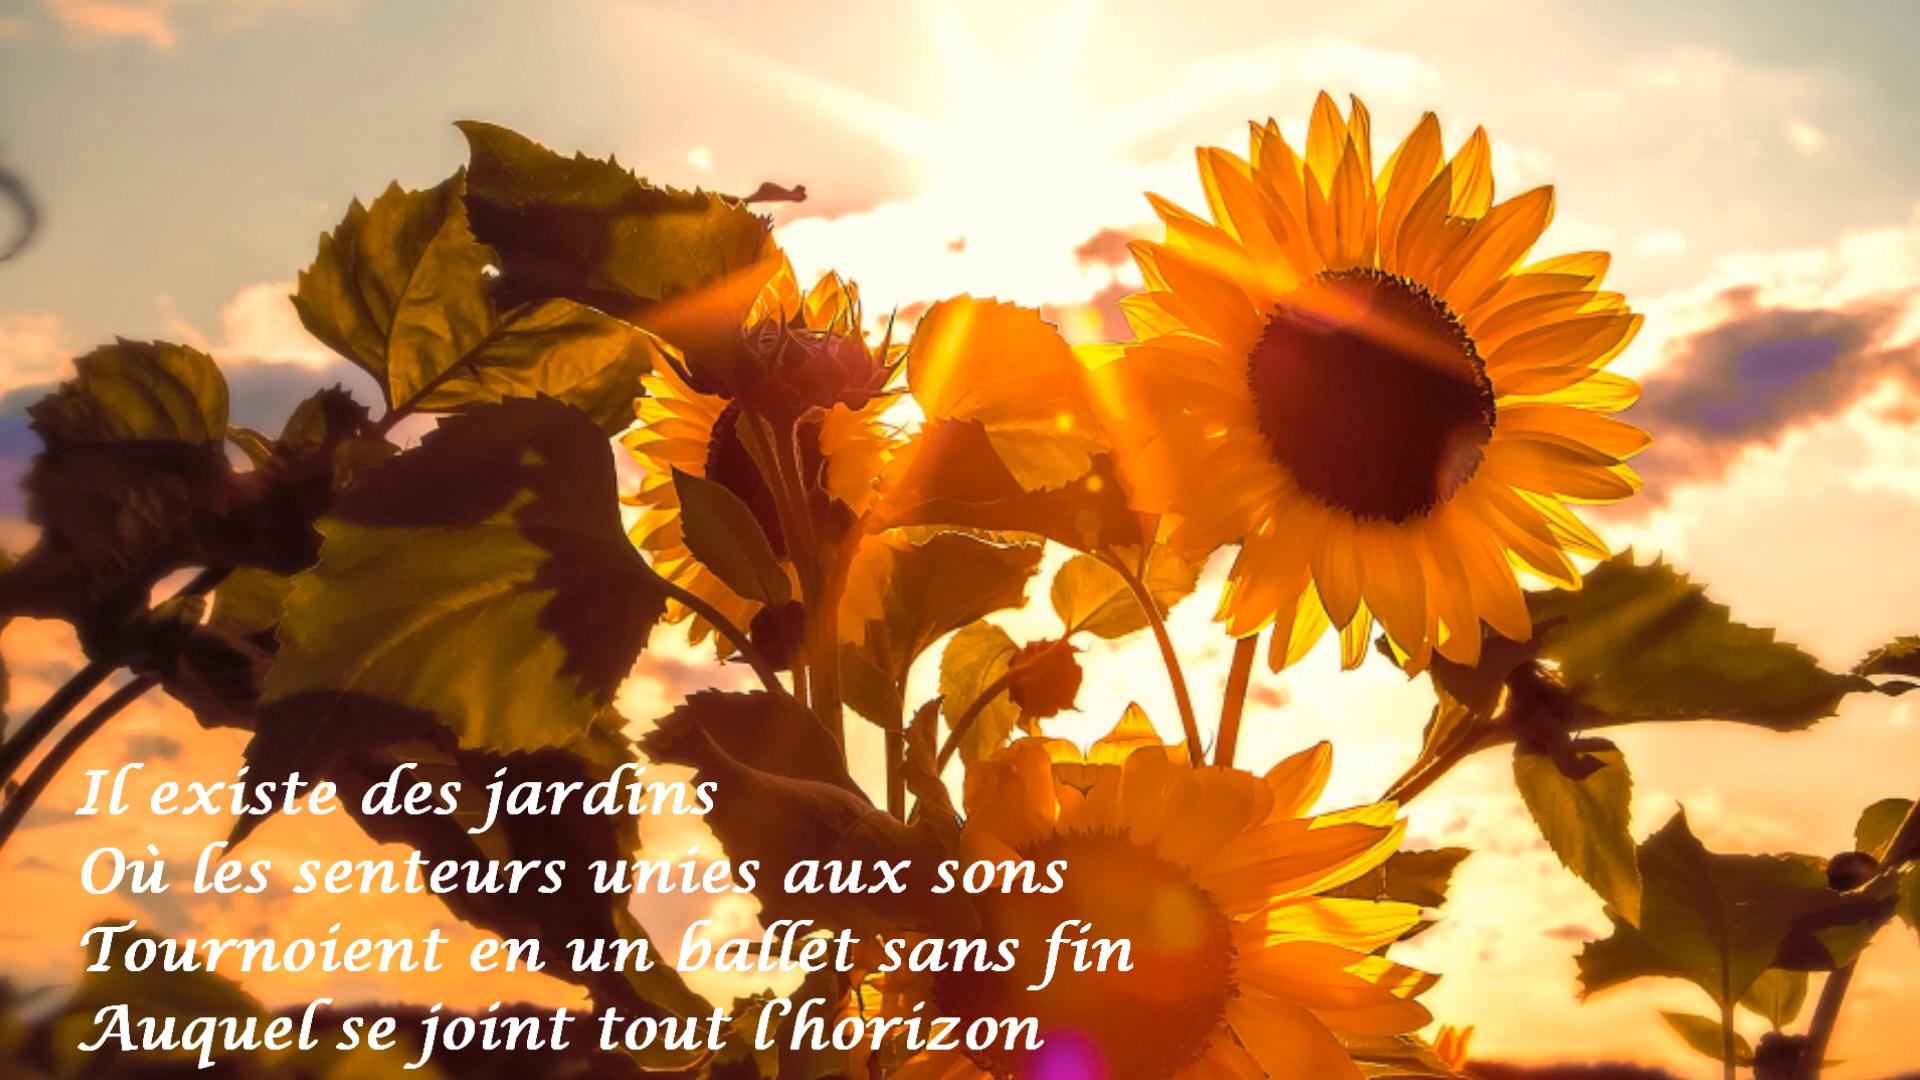 Il existe des jardins
Où les senteurs unies aux sons
Tournoient en un ballet sans fin
Auquel se joint tout l'horizon